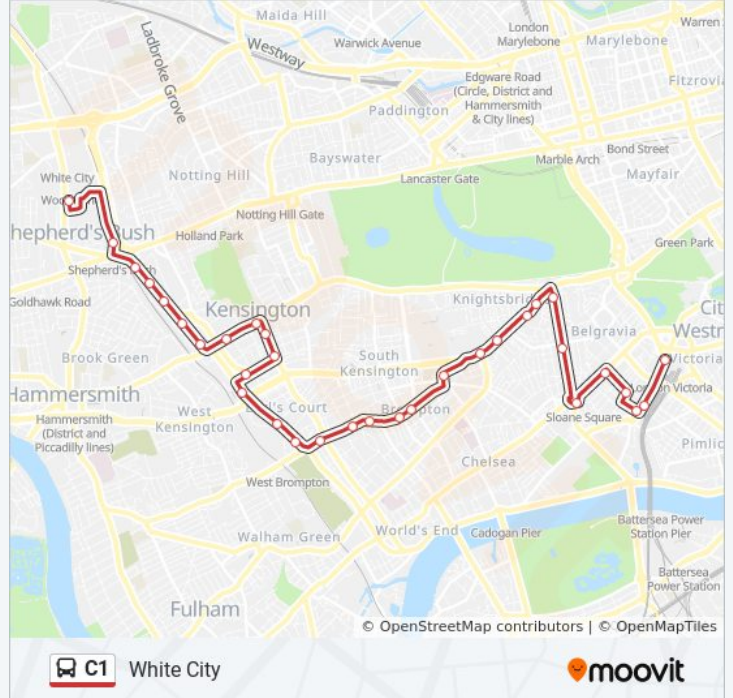 Maida Hill
Warren
London
Marylebone
Marylebone
Westway
Warwick Avenue
Ladbroke Grove
Edgware Road
(Circle, District and
Hammersmith
& City lines)
Fitzrovi
Paddington
Bond Street
Bayswater
Marble Arch
Mayfair
White City
Notting Hill
Lancaster Gate
Notting Hill Gate
hepherd's Bush
Holland Park
Green Park
Shepherd's
Goldhawk Road
Kensington
Knightsbri
Cit
Westr
Belgravia
Brook Green
South
Kensington
Victoria
Hammersmith
London Victoria
West
Kensington
Earl's Court
Sloane Square
Hammersmith
(District and
Piccadilly lines)
Pimlic
Chelsea
West Brompton
Walham Green
World's End
Cadogan Pier
Battersea Power
Station Pier
Battersea
Power Station
Fulham
© OpenStreetMap contributors | © OpenMapTiles
C1 White City
moovit